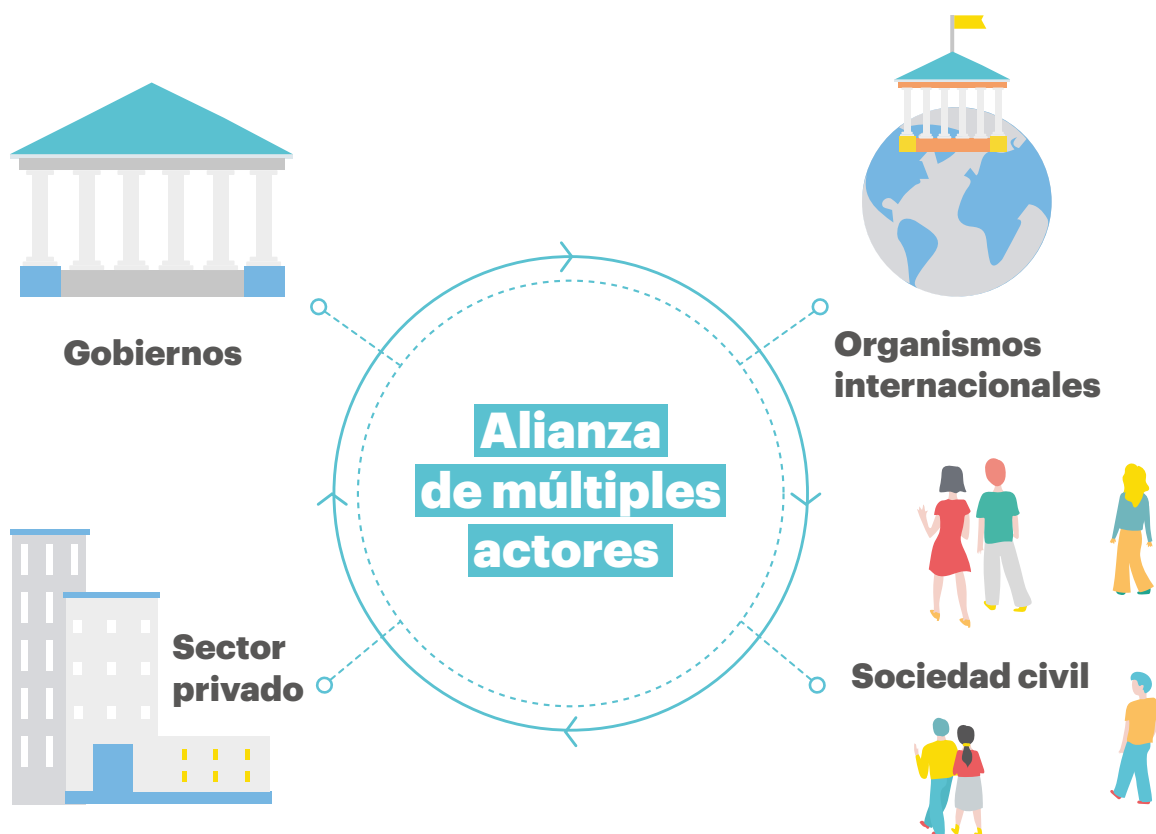 Gobiernos
Organismos
internacionales
Alianza
de múltiples
actores
Sector
privado
Sociedad civil